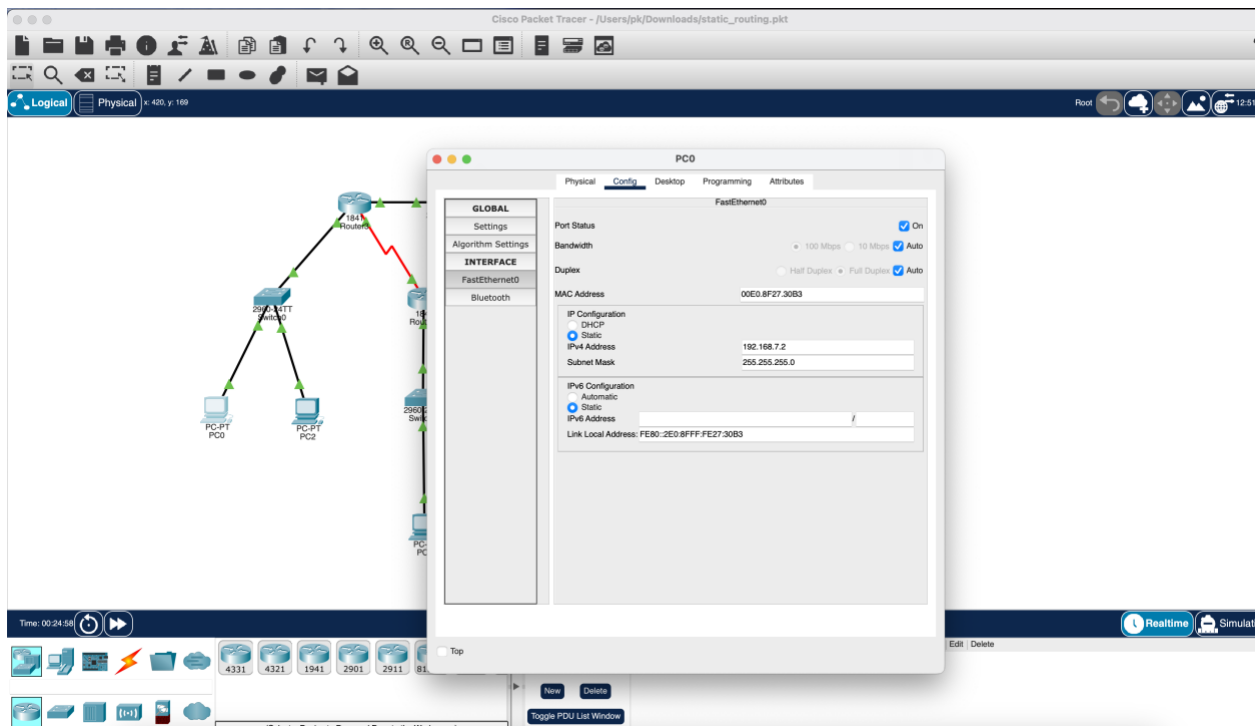 Cisco Packet Tracer - /Users/pk/Downloads/static_routing.pkt
Logical Physical x: 420, y: 169 Root 12:51
PC0
Physical Config Desktop Programming Attributes
GLOBAL
Settings
Algorithm Settings
INTERFACE
FastEthernet0
Bluetooth
FastEthernet0
Port Status On
Bandwidth 100 Mbps 10 Mbps Auto
Duplex Half Duplex Full Duplex Auto
MAC Address 00E0.8F27.30B3
IP Configuration
DHCP
Static
IPv4 Address 192.168.7.2
Subnet Mask 255.255.255.0
IPv6 Configuration
Automatic
Static
IPv6 Address /
Link Local Address: FE80::2E0:8FFF:FE27:30B3
Top
1841
2960-24TT
Switch0
PC-PT
PC0
PC-PT
PC2
Time: 00:24:58 Realtime
4331 4321 1941 2901 2911
Edit Delete
New Delete
Toggle PDU List Window